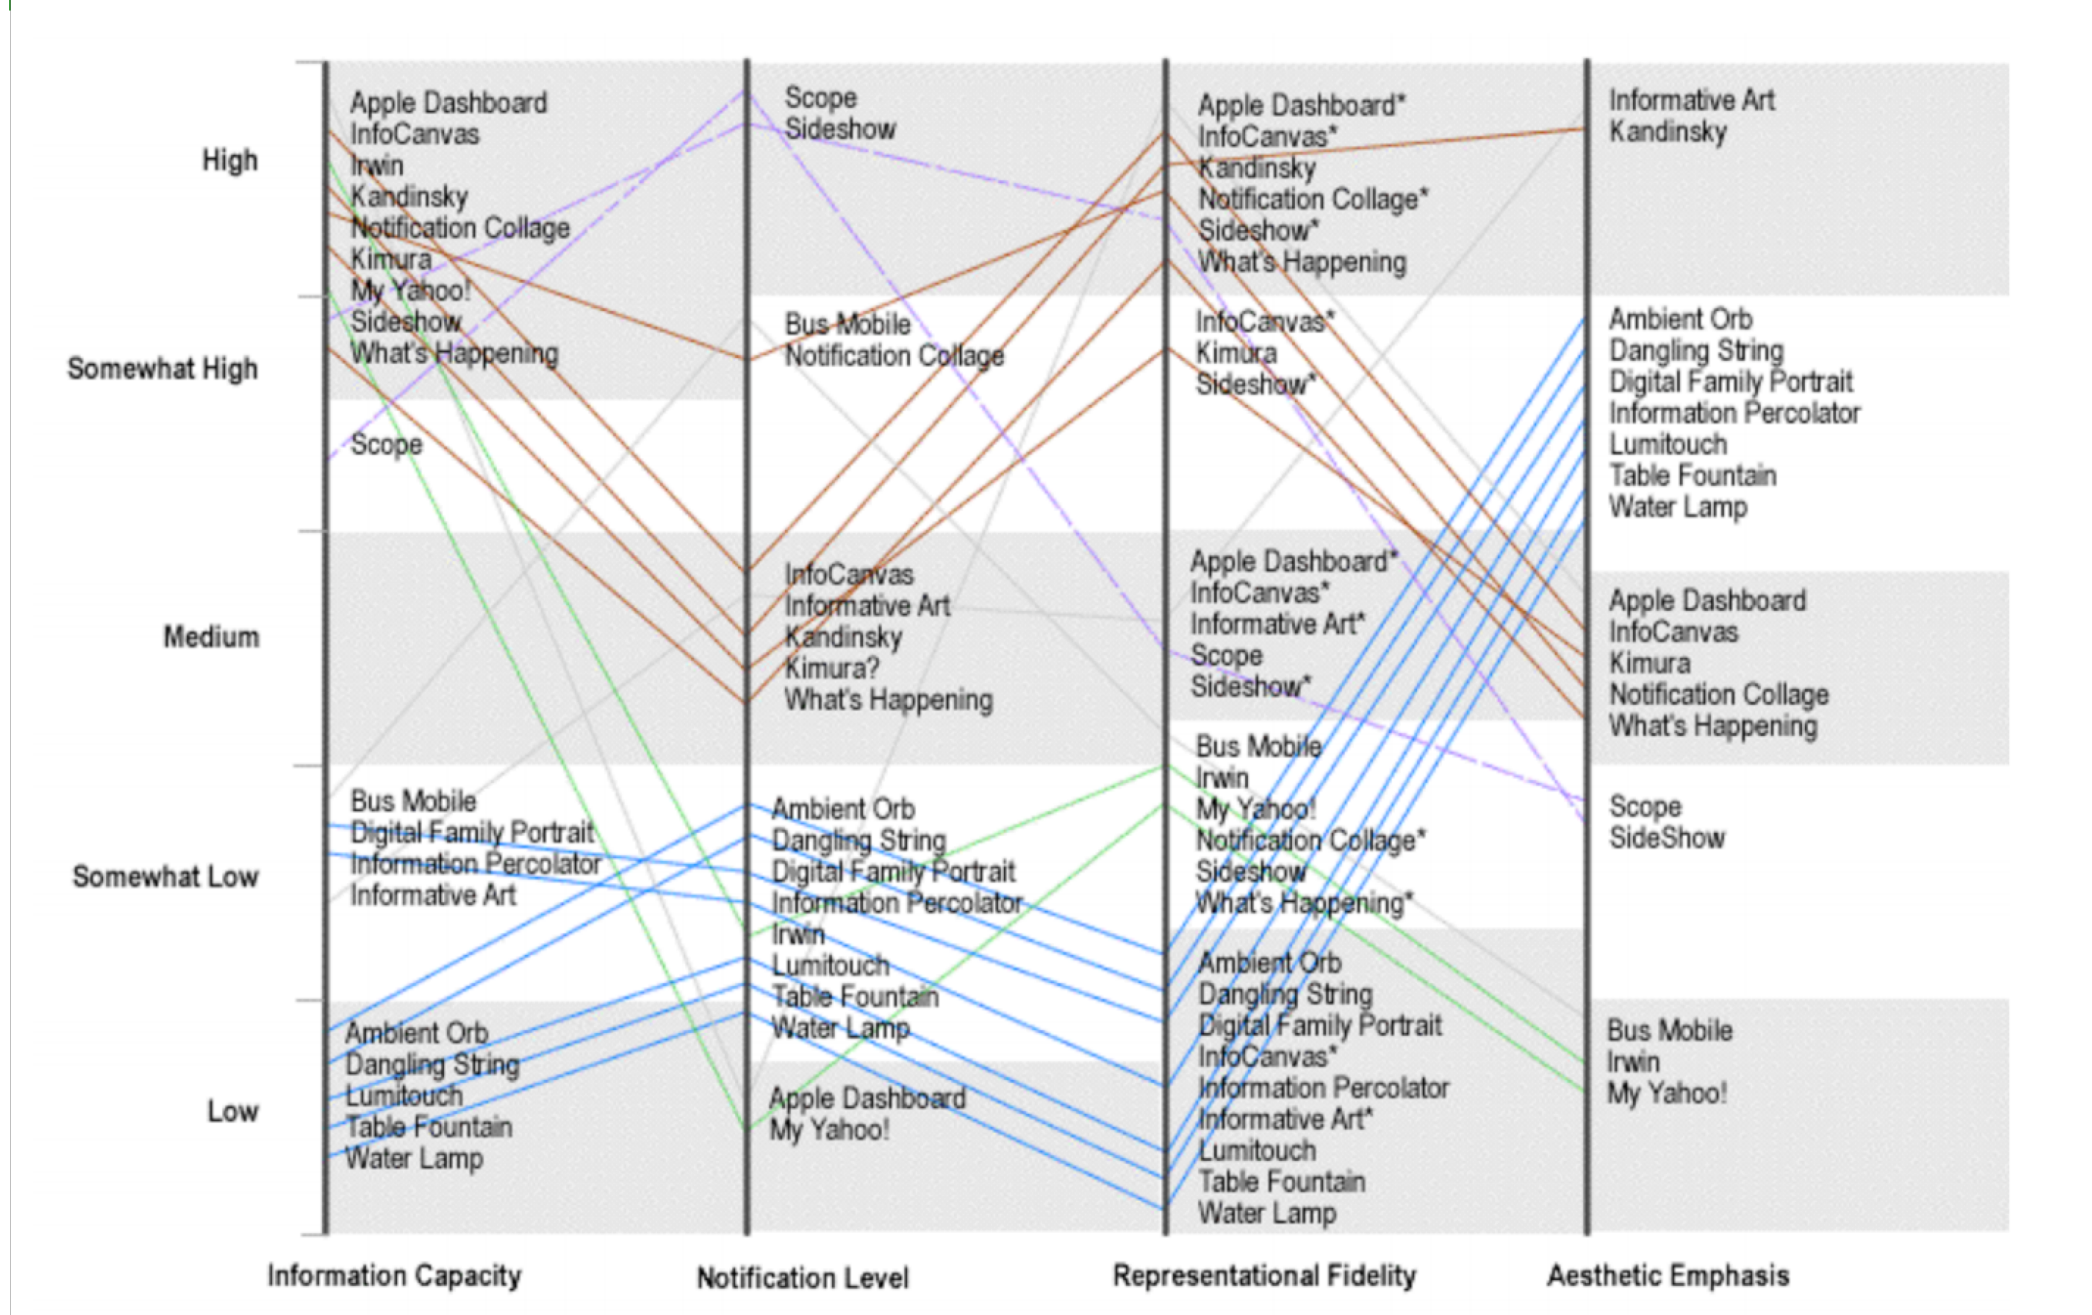 High
Somewhat High
Medium
Somewhat Low
Low
Apple Dashboard
InfoCanvas
Irwin
Kandinsky
Notification Collage
Kimura
My Yahoo!
Sideshow
What's Happening
Scope
Bus Mobile
Digital Family Portrait
Information Percolator
Informative Art
Ambient Orb
Dangling String
Lumitouch
Table Fountain
Water Lamp
Information Capacity
Scope
Sideshow
Bus Mobile
Notification Collage
InfoCanvas
Informative Art
Kandinsky
Kimura?
What's Happening
Ambient Orb
Dangling String
Digital Family Portrait
Information Percolator
Irwin
Lumitouch
Table Fountain
Water Lamp
Apple Dashboard
My Yahoo!
Notification Level
Apple Dashboard*
InfoCanvas*
Kandinsky
Notification Collage*
Sideshow*
What's Happening
InfoCanvas*
Kimura
Sideshow*
Apple Dashboard*
InfoCanvas*
Informative Art*
Scope
Sideshow*
Bus Mobile
Irwin
My Yahoo!
Notification Collage*
Sideshow
What's Happening*
Ambient Orb
Dangling String
Digital Family Portrait
InfoCanvas*
Information Percolator
Informative Art*
Lumitouch
Table Fountain
Water Lamp
Representational Fidelity
Informative Art
Kandinsky
Ambient Orb
Dangling String
Digital Family Portrait
Information Percolator
Lumitouch
Table Fountain
Water Lamp
Apple Dashboard
InfoCanvas
Kimura
Notification Collage
What's Happening
Scope
SideShow
Bus Mobile
Irwin
My Yahoo!
Aesthetic Emphasis